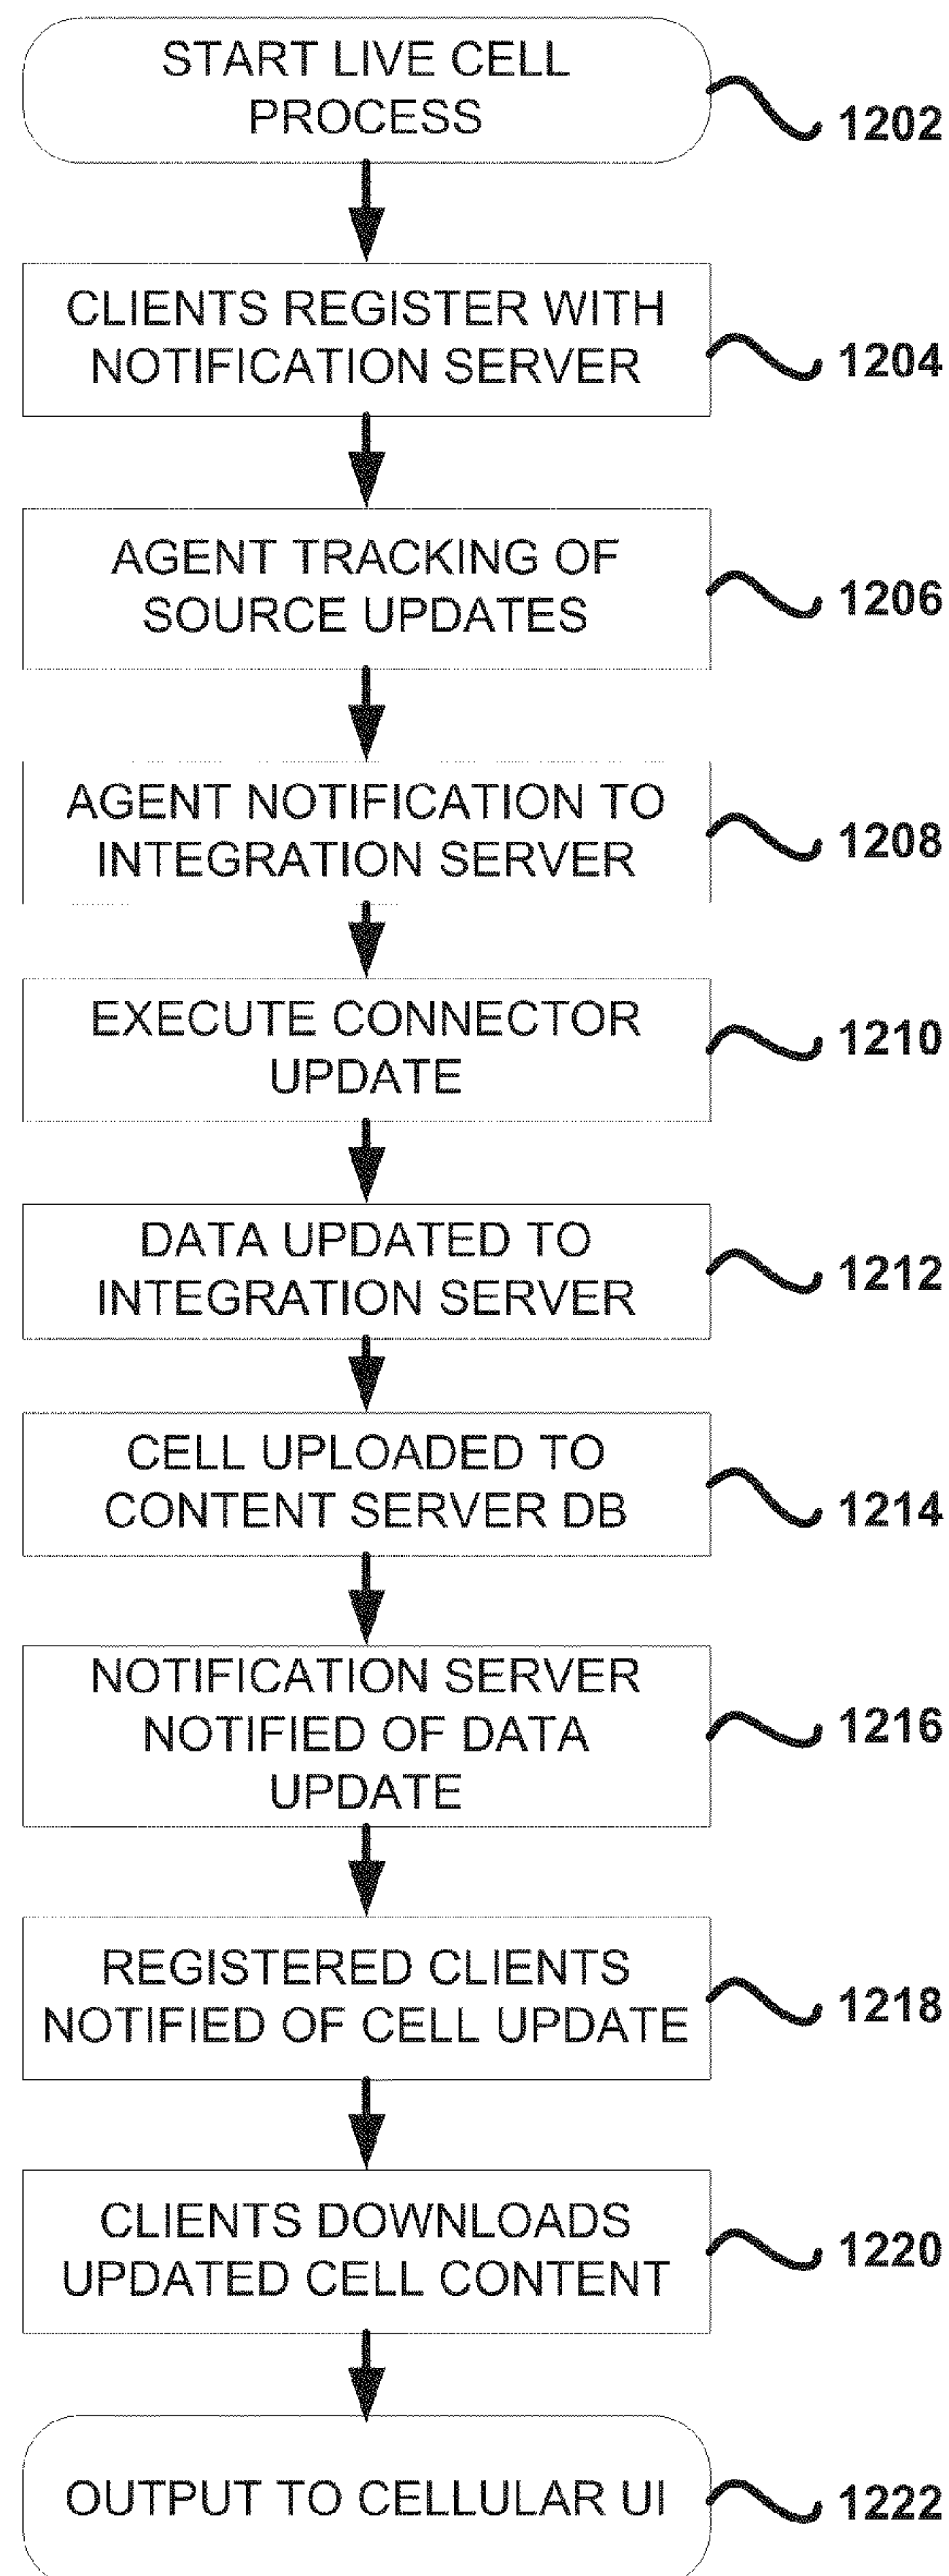 START LIVE CELL
PROCESS
1202
CLIENTS REGISTER WITH
NOTIFICATION SERVER
1204
AGENT TRACKING OF
SOURCE UPDATES
1206
AGENT NOTIFICATION TO
INTEGRATION SERVER
1208
EXECUTE CONNECTOR
UPDATE
1210
DATA UPDATED TO
INTEGRATION SERVER
1212
CELL UPLOADED TO
CONTENT SERVER DB
1214
NOTIFICATION SERVER
NOTIFIED OF DATA
UPDATE
1216
REGISTERED CLIENTS
NOTIFIED OF CELL UPDATE
1218
CLIENTS DOWNLOADS
UPDATED CELL CONTENT
1220
OUTPUT TO CELLULAR UI
1222